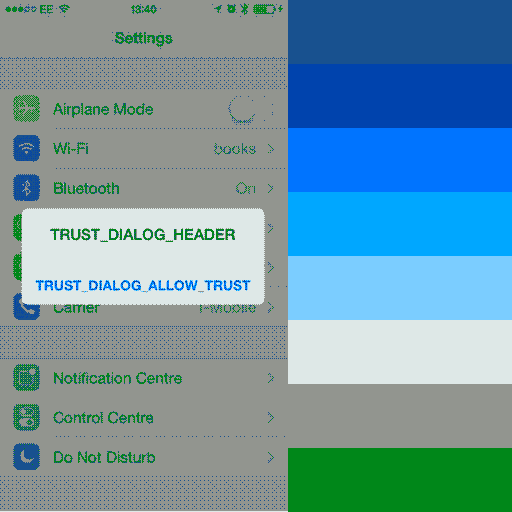 EE 13:40
Settings
Airplane Mode
Wi-Fi books
Bluetooth On
TRUST_DIALOG_HEADER
TRUST_DIALOG_ALLOW_TRUST
Carrier T-Mobile
Notification Centre
Control Centre
Do Not Disturb